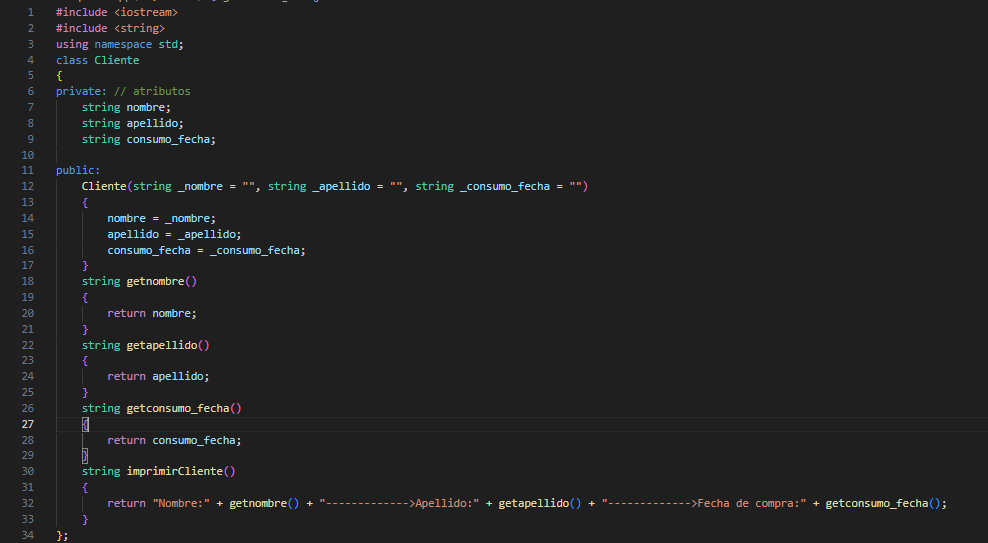 1 #include <iostream>
2 #include <string>
3 using namespace std;
4 class Cliente
5 {
6 private: // atributos
7     string nombre;
8     string apellido;
9     string consumo_fecha;
10
11 public:
12     Cliente(string _nombre = "", string _apellido = "", string _consumo_fecha = "")
13     {
14         nombre = _nombre;
15         apellido = _apellido;
16         consumo_fecha = _consumo_fecha;
17     }
18     string getnombre()
19     {
20         return nombre;
21     }
22     string getapellido()
23     {
24         return apellido;
25     }
26     string getconsumo_fecha()
27     {
28         return consumo_fecha;
29     }
30     string imprimirCliente()
31     {
32         return "Nombre:" + getnombre() + "------------->Apellido:" + getapellido() + "------------->Fecha de compra:" + getconsumo_fecha();
33     }
34 };